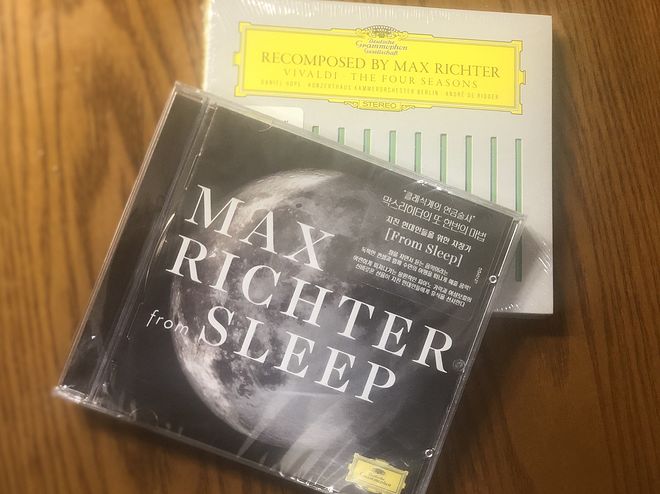 Deutsche
Grammophon
Gesellschaft
RECOMPOSED BY MAX RICHTER
VIVALDI · THE FOUR SEASONS
DANIEL HOPE · KONZERTHAUS KAMMERORCHESTER BERLIN · ANDRÉ DE RIDDER
STEREO
MAX
RICHTER
from SLEEP
"클래식계의 연금술사"
막스 리히터의 또 한번의 마법
지친 현대인들을 위한 자장가
[From Sleep]
Deutsche
Grammophon